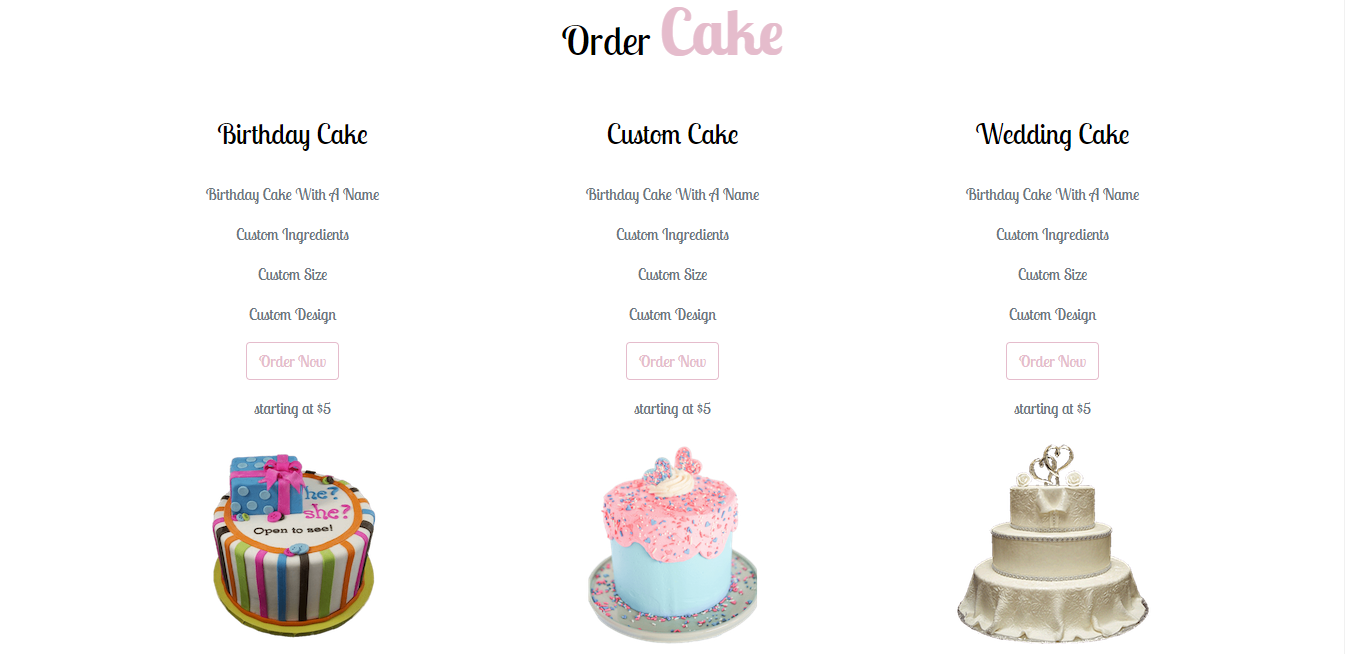 Order Cake
Birthday Cake
Birthday Cake With A Name
Custom Ingredients
Custom Size
Custom Design
Order Now
starting at $5
he?
she?
Open to see!
Custom Cake
Birthday Cake With A Name
Custom Ingredients
Custom Size
Custom Design
Order Now
starting at $5
Wedding Cake
Birthday Cake With A Name
Custom Ingredients
Custom Size
Custom Design
Order Now
starting at $5